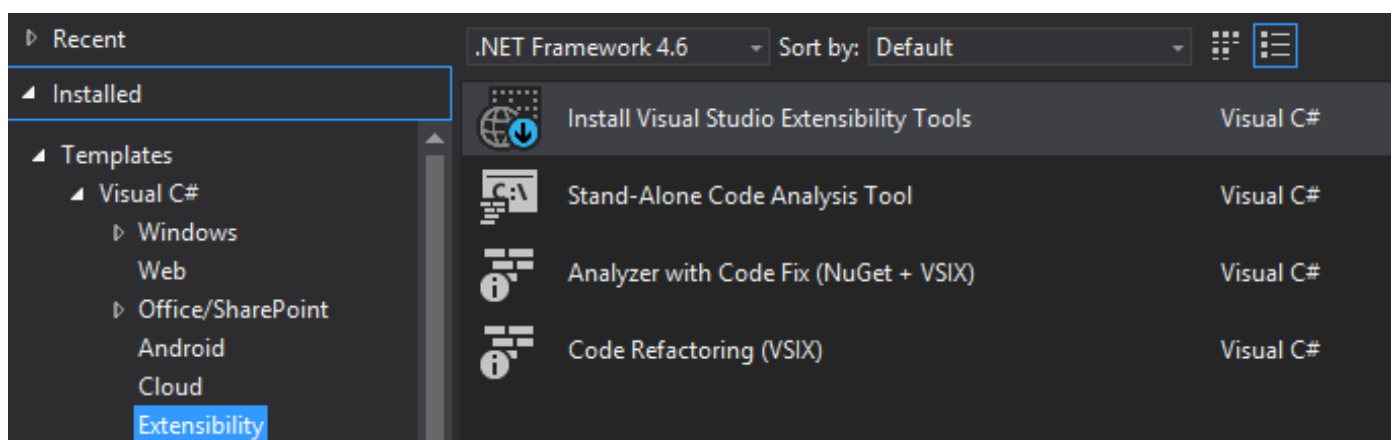 Recent
Installed
Templates
Visual C#
Windows
Web
Office/SharePoint
Android
Cloud
Extensibility
.NET Framework 4.6 Sort by: Default
Install Visual Studio Extensibility Tools Visual C#
C:\
Stand-Alone Code Analysis Tool Visual C#
Analyzer with Code Fix (NuGet + VSIX) Visual C#
Code Refactoring (VSIX) Visual C#